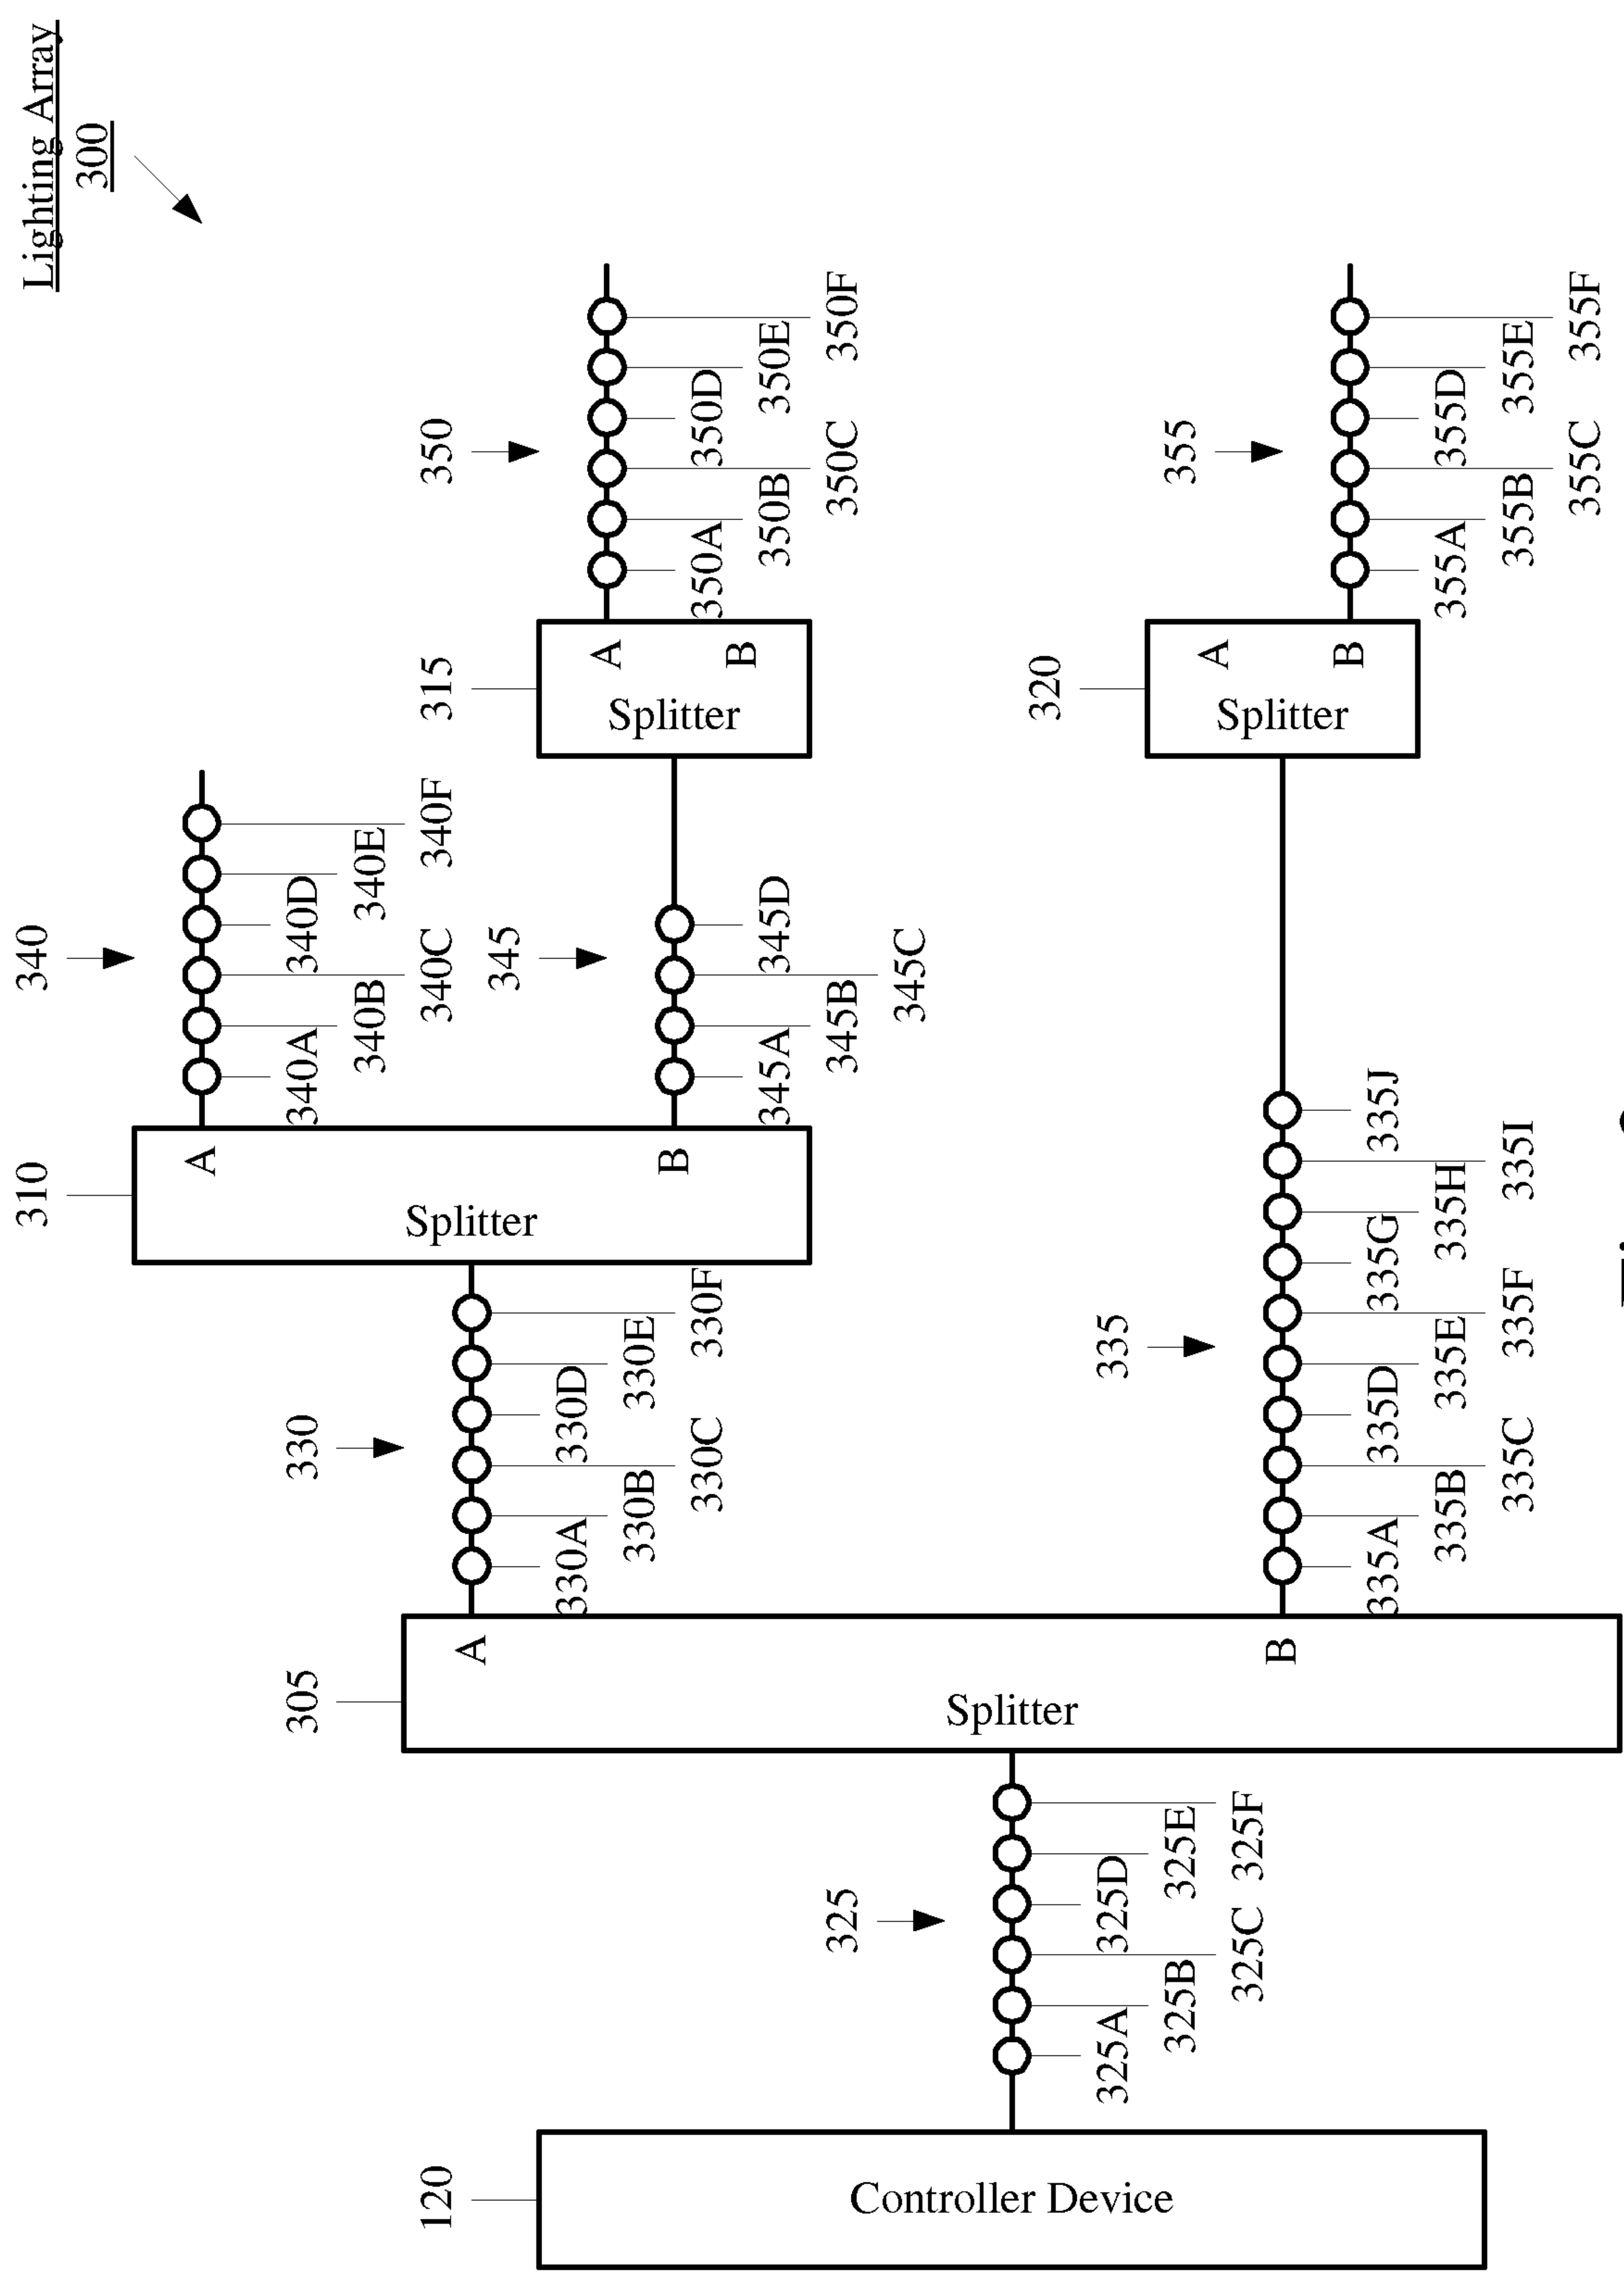 Lighting Array
300
340
310
340A
340B
340C
340D
340E
340F
A
B
Splitter
345
345A
345B
345C
345D
350
315
A
B
Splitter
350A
350B
350C
350D
350E
350F
330
305
330A
330B
330C
330D
330E
330F
A
B
Splitter
355
320
A
B
Splitter
355A
355B
355C
355D
355E
355F
335
335A
335B
335C
335D
335E
335F
335G
335H
335I
335J
325
325A
325B
325C
325D
325E
325F
120
Controller Device